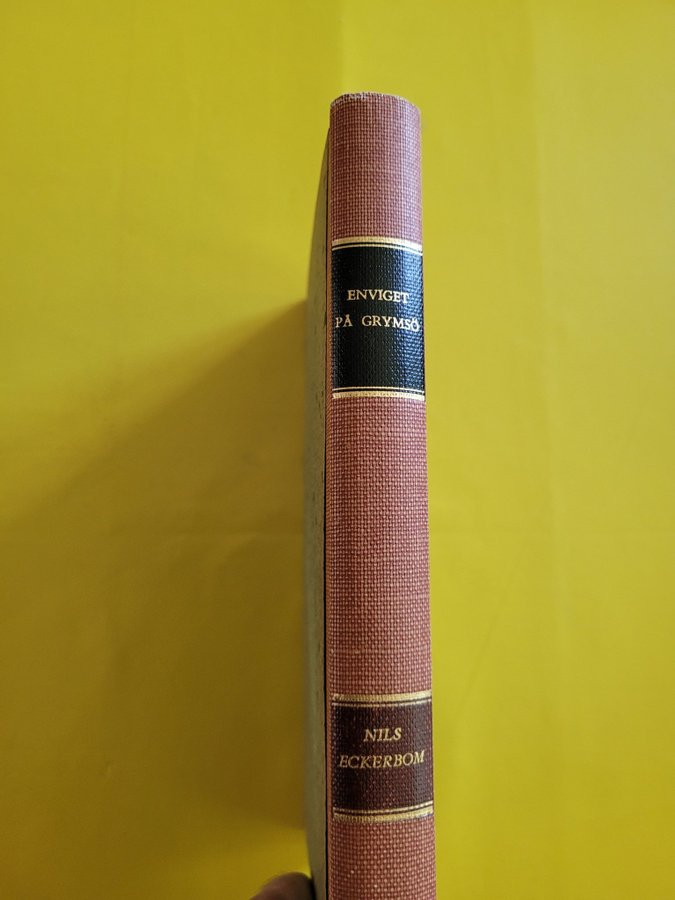 ENVIGET
PÅ GRYMSÖ
NILS
ECKERBOM